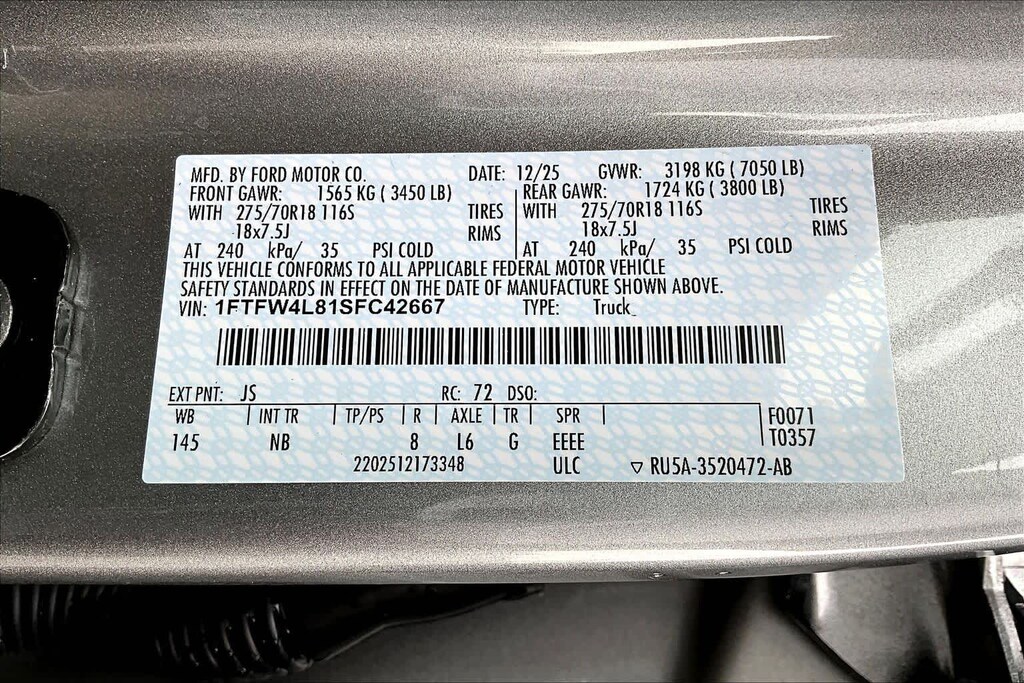 MFD. BY FORD MOTOR CO. DATE: 12/25 GVWR: 3198 KG ( 7050 LB)
FRONT GAWR: 1565 KG ( 3450 LB) REAR GAWR: 1724 KG ( 3800 LB)
WITH 275/70R18 116S TIRES WITH 275/70R18 116S TIRES
18x7.5J RIMS 18x7.5J RIMS
AT 240 kPa/ 35 PSI COLD AT 240 kPa/ 35 PSI COLD
THIS VEHICLE CONFORMS TO ALL APPLICABLE FEDERAL MOTOR VEHICLE
SAFETY STANDARDS IN EFFECT ON THE DATE OF MANUFACTURE SHOWN ABOVE.
VIN: 1FTFW4L81SFC42667 TYPE: Truck
EXT PNT: JS RC: 72 DSO:
WB INT TR TP/PS R AXLE TR SPR F0071
145 NB 8 L6 G EEEE T0357
2202512173348 ULC ▽ RU5A-3520472-AB